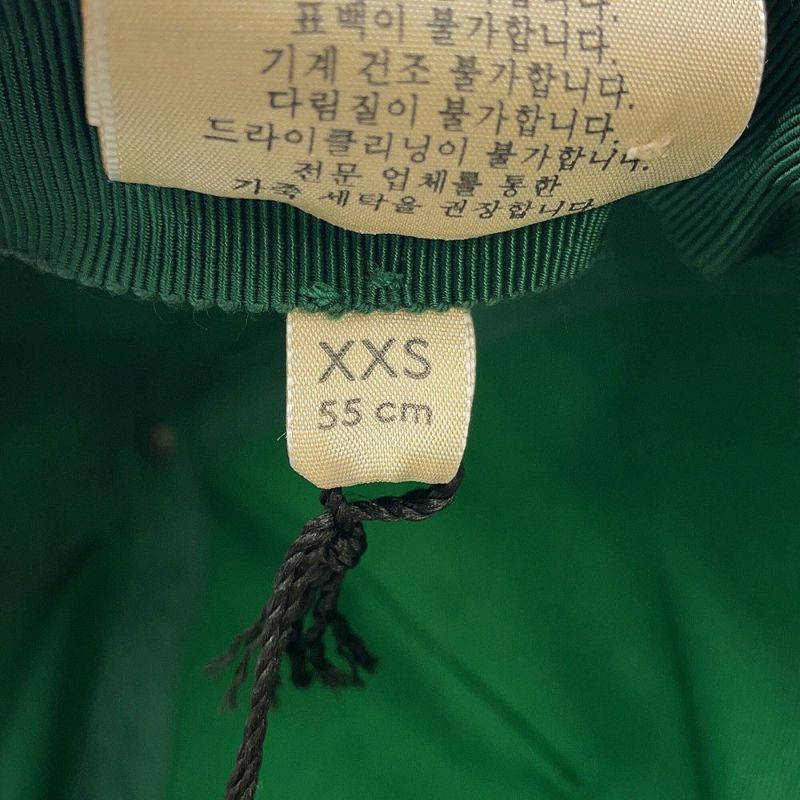 표백이 불가합니다.
기계 건조 불가합니다.
다림질이 불가합니다.
드라이클리닝이 불가합니다.
전문 업체를 통한
가죽 세탁을 권장합니다
XXS
55 cm